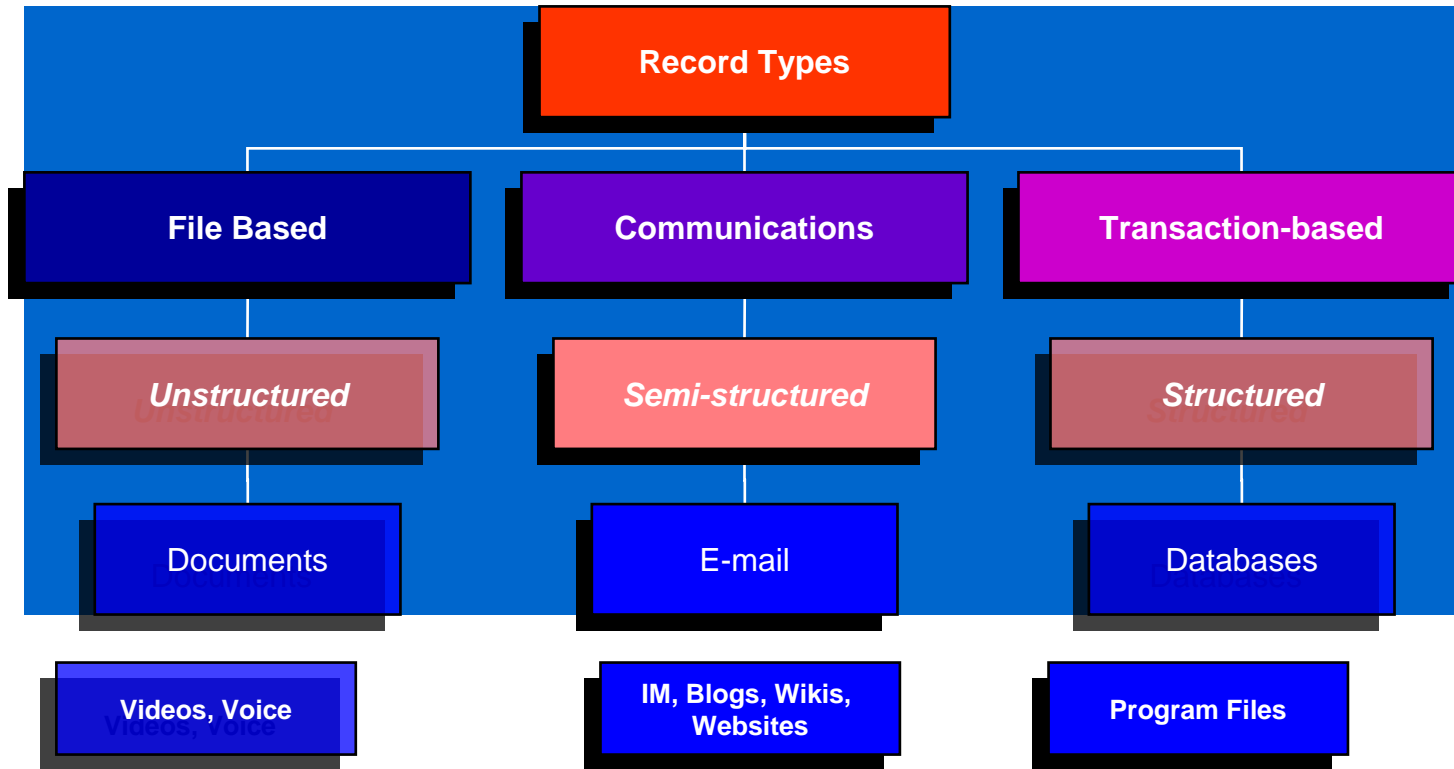 Record Types
File Based
Communications
Transaction-based
Unstructured
Semi-structured
Structured
Documents
E-mail
Databases
Videos, Voice
IM, Blogs, Wikis,
Websites
Program Files